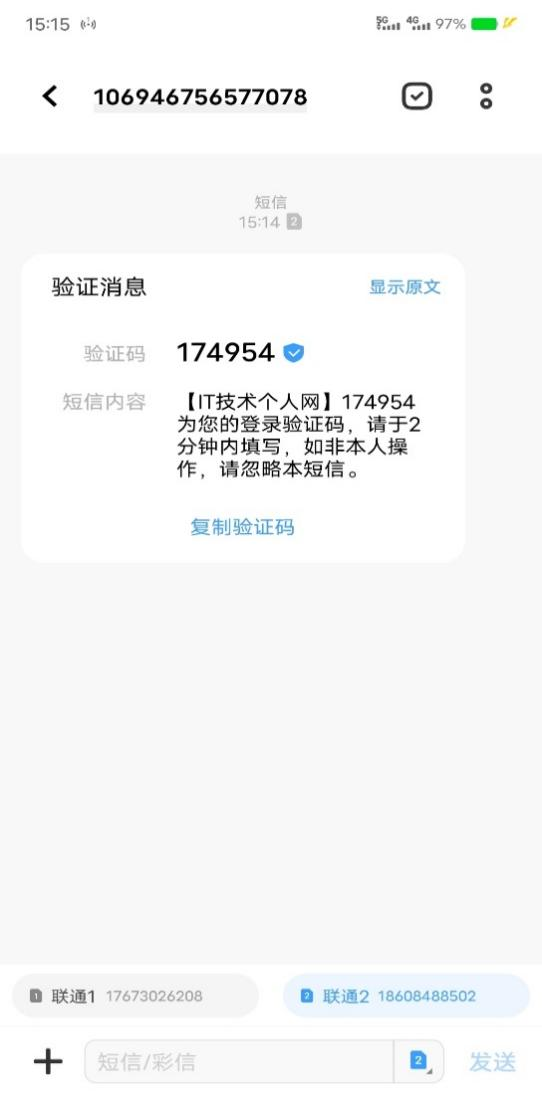 15:15 5G 4G 97%
106946756577078
短信
15:14 2
验证消息 显示原文
验证码 174954
短信内容 【IT技术个人网】174954
为您的登录验证码，请于2
分钟内填写，如非本人操
作，请忽略本短信。
复制验证码
1 联通1 17673026208 2 联通2 18608488502
短信/彩信 2 发送